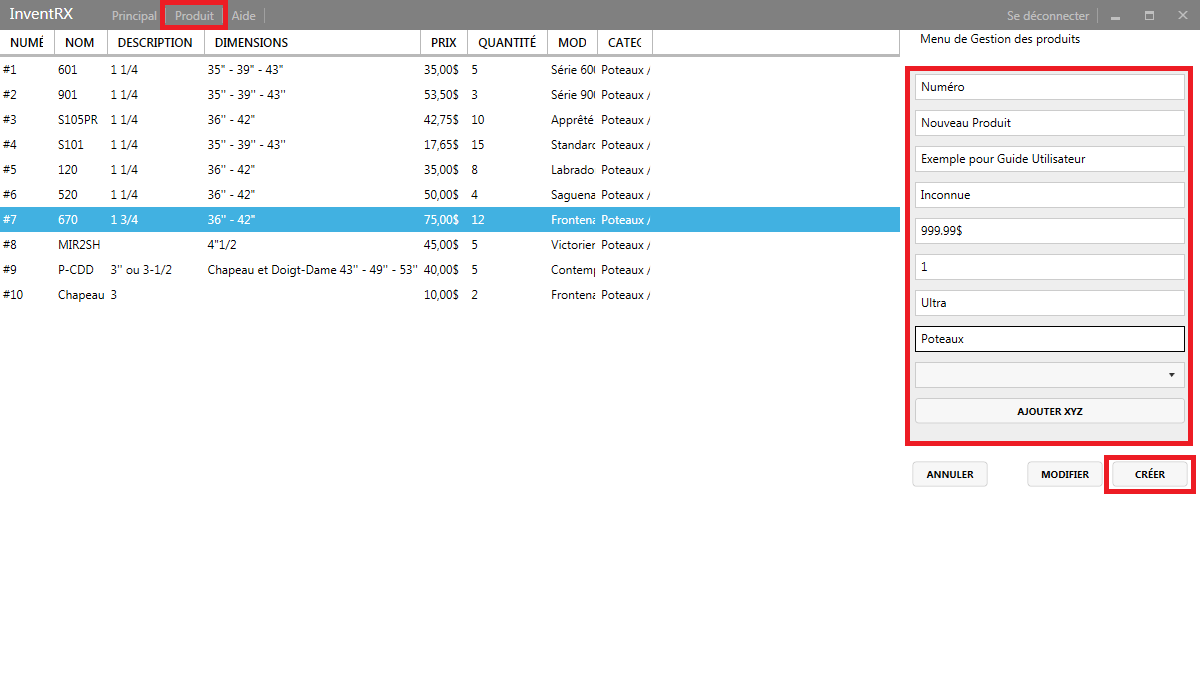 InventRX Principal Produit Aide Se déconnecter
NUMÉ NOM DESCRIPTION DIMENSIONS PRIX QUANTITÉ MOD CATEG
#1 601 1 1/4 35" - 39" - 43" 35,00$ 5 Série 60 Poteaux /
#2 901 1 1/4 35" - 39" - 43" 53,50$ 3 Série 90 Poteaux /
#3 S105PR 1 1/4 36" - 42" 42,75$ 10 Apprêté Poteaux /
#4 S101 1 1/4 35" - 39" - 43" 17,65$ 15 Standard Poteaux /
#5 120 1 1/4 36" - 42" 35,00$ 8 Labrado Poteaux /
#6 520 1 1/4 36" - 42" 50,00$ 4 Saguena Poteaux /
#7 670 1 3/4 36" - 42" 75,00$ 12 Frontena Poteaux /
#8 MIR2SH 4"1/2 45,00$ 5 Victorien Poteaux /
#9 P-CDD 3" ou 3-1/2 Chapeau et Doigt-Dame 43" - 49" - 53" 40,00$ 5 Contemp Poteaux /
#10 Chapeau 3 10,00$ 2 Frontena Poteaux /
Menu de Gestion des produits
Numéro
Nouveau Produit
Exemple pour Guide Utilisateur
Inconnue
999.99$
1
Ultra
Poteaux
AJOUTER XYZ
ANNULER MODIFIER CRÉER